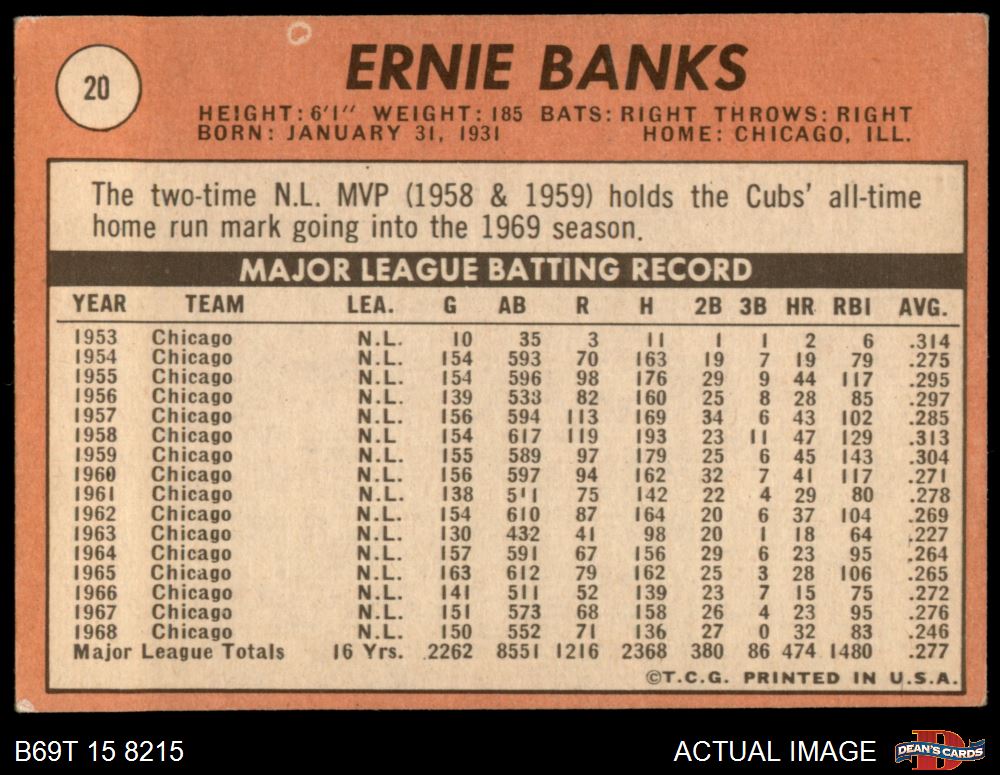 20
ERNIE BANKS
HEIGHT: 6'1" WEIGHT: 185 BATS: RIGHT THROWS: RIGHT
BORN: JANUARY 31, 1931 HOME: CHICAGO, ILL.
The two-time N.L. MVP (1958 & 1959) holds the Cubs' all-time
home run mark going into the 1969 season.
MAJOR LEAGUE BATTING RECORD
YEAR TEAM LEA. G AB R H 2B 3B HR RBI AVG.
1953 Chicago N.L. 10 35 3 11 1 1 2 6 .314
1954 Chicago N.L. 154 593 70 163 19 7 19 79 .275
1955 Chicago N.L. 154 596 98 176 29 9 44 117 .295
1956 Chicago N.L. 139 538 82 160 25 8 28 85 .297
1957 Chicago N.L. 156 594 113 169 34 6 43 102 .285
1958 Chicago N.L. 154 617 119 193 23 11 47 129 .313
1959 Chicago N.L. 155 589 97 179 25 6 45 143 .304
1960 Chicago N.L. 156 597 94 162 32 7 41 117 .271
1961 Chicago N.L. 138 511 75 142 22 4 29 80 .278
1962 Chicago N.L. 154 610 87 164 20 6 37 104 .269
1963 Chicago N.L. 130 432 41 98 20 1 18 64 .227
1964 Chicago N.L. 157 591 67 156 29 6 23 95 .264
1965 Chicago N.L. 163 612 79 162 25 3 28 106 .265
1966 Chicago N.L. 141 511 52 139 23 7 15 75 .272
1967 Chicago N.L. 151 573 68 158 26 4 23 95 .276
1968 Chicago N.L. 150 552 71 136 27 0 32 83 .246
Major League Totals 16 Yrs. 2262 8551 1216 2368 380 86 474 1480 .277
©T.C.G. PRINTED IN U.S.A.
B69T 15 8215 ACTUAL IMAGE DEAN'S CARDS